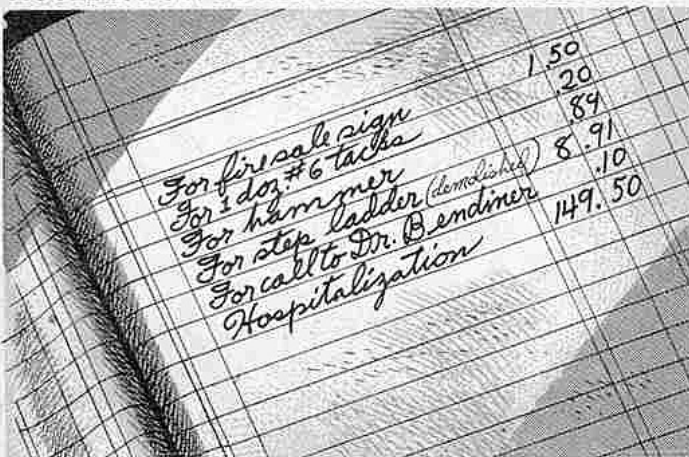 For fire sale sign 1.50
For 1 doz. #6 tacks .20
For hammer .89
For step ladder (demolished) 8.91
For call to Dr. Bendiner .10
Hospitalization 149.50